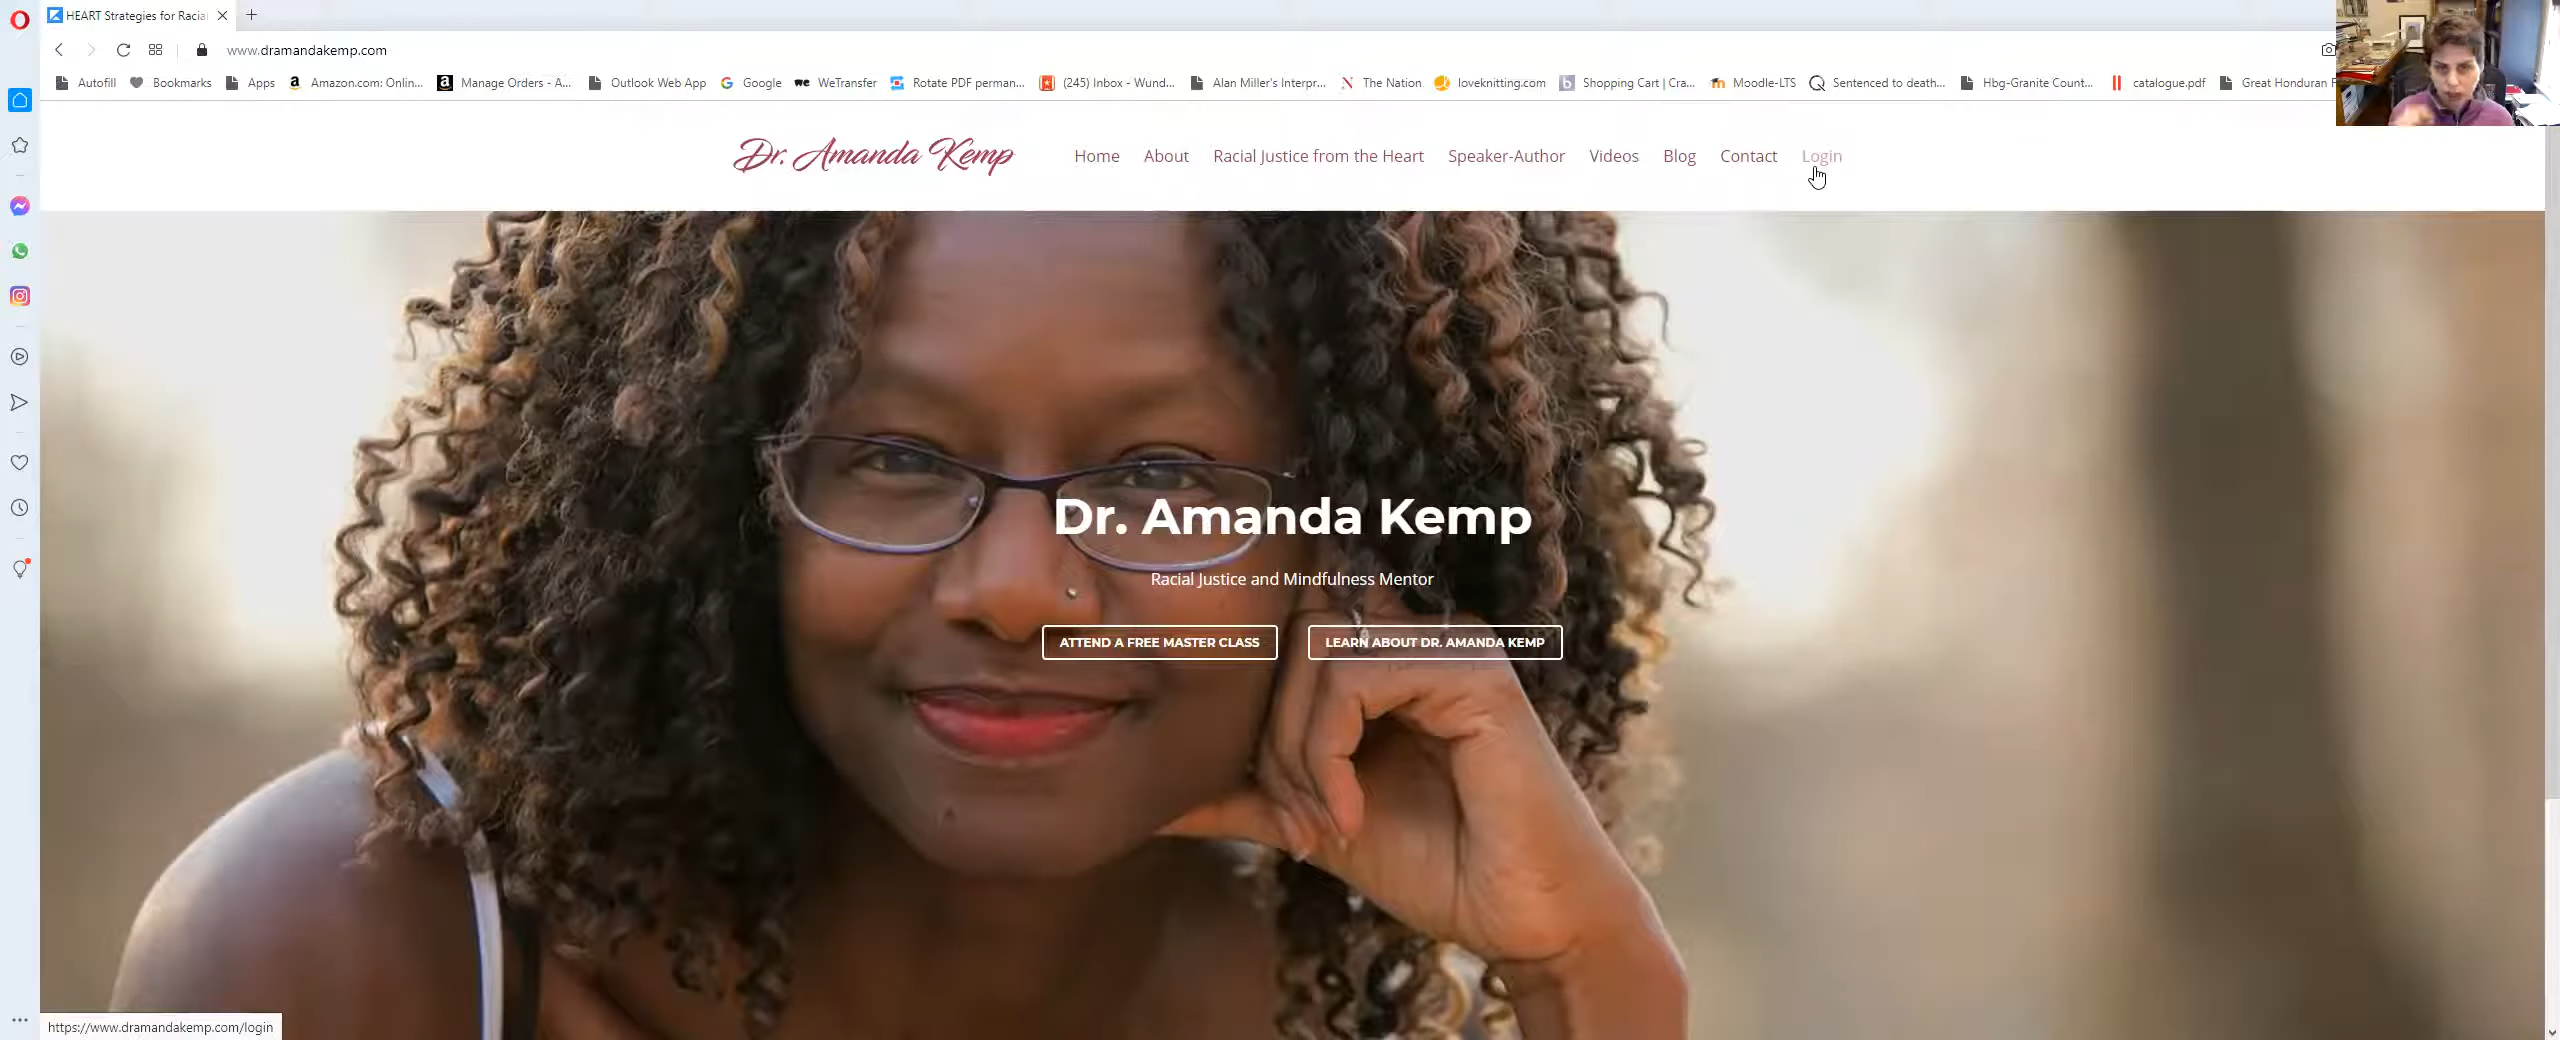 HEART Strategies for Racia
www.dramandakemp.com
Autofill Bookmarks Apps Amazon.com: Onlin... Manage Orders - A... Outlook Web App Google WeTransfer Rotate PDF perman... (245) Inbox - Wund... Alan Miller's Interpr... The Nation loveknitting.com Shopping Cart | Cra... Moodle-LTS Sentenced to death... Hbg-Granite Count... catalogue.pdf Great Honduran
Dr. Amanda Kemp Home About Racial Justice from the Heart Speaker-Author Videos Blog Contact Login
Dr. Amanda Kemp
Racial Justice and Mindfulness Mentor
ATTEND A FREE MASTER CLASS LEARN ABOUT DR. AMANDA KEMP
https://www.dramandakemp.com/login